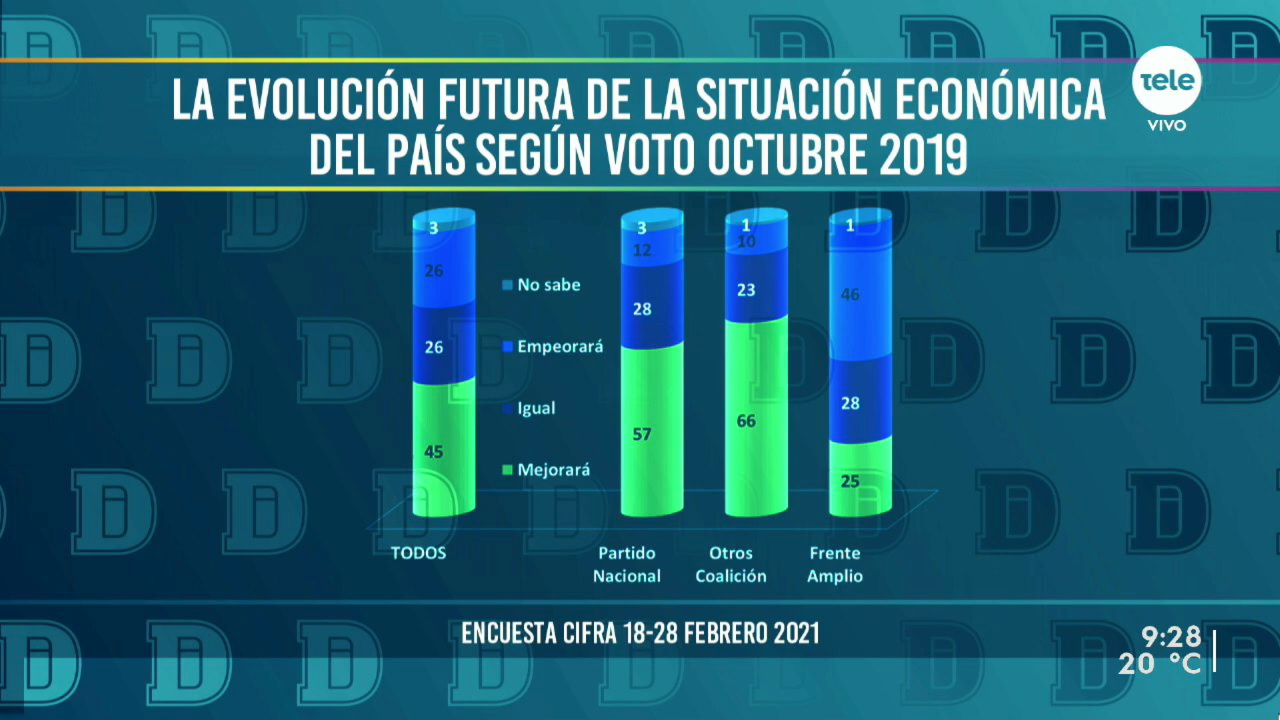 LA EVOLUCIÓN FUTURA DE LA SITUACIÓN ECONÓMICA
DEL PAÍS SEGÚN VOTO OCTUBRE 2019
tele
VIVO
3
26
26
45
No sabe
Empeorará
Igual
Mejorará
3
12
28
57
1
10
23
66
1
46
28
25
TODOS
Partido
Nacional
Otros
Coalición
Frente
Amplio
ENCUESTA CIFRA 18-28 FEBRERO 2021
9:28
20 °C